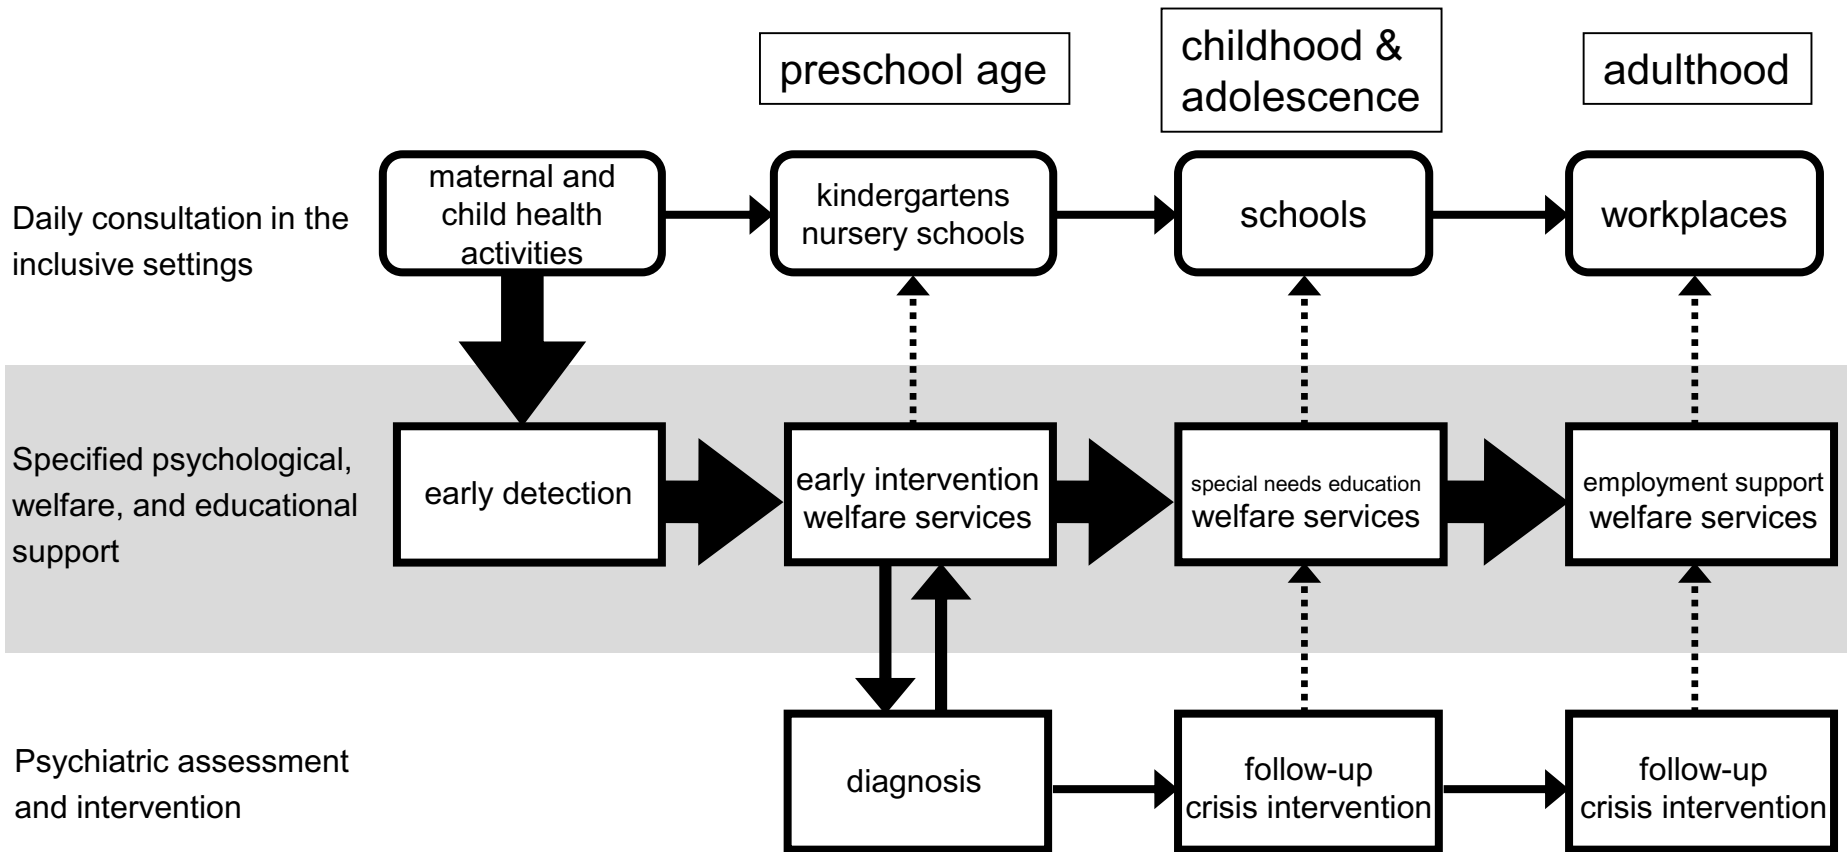 preschool age
childhood &
adolescence
adulthood
Daily consultation in the
inclusive settings
maternal and
child health
activities
kindergartens
nursery schools
schools
workplaces
Specified psychological,
welfare, and educational
support
early detection
early intervention
welfare services
special needs education
welfare services
employment support
welfare services
Psychiatric assessment
and intervention
diagnosis
follow-up
crisis intervention
follow-up
crisis intervention